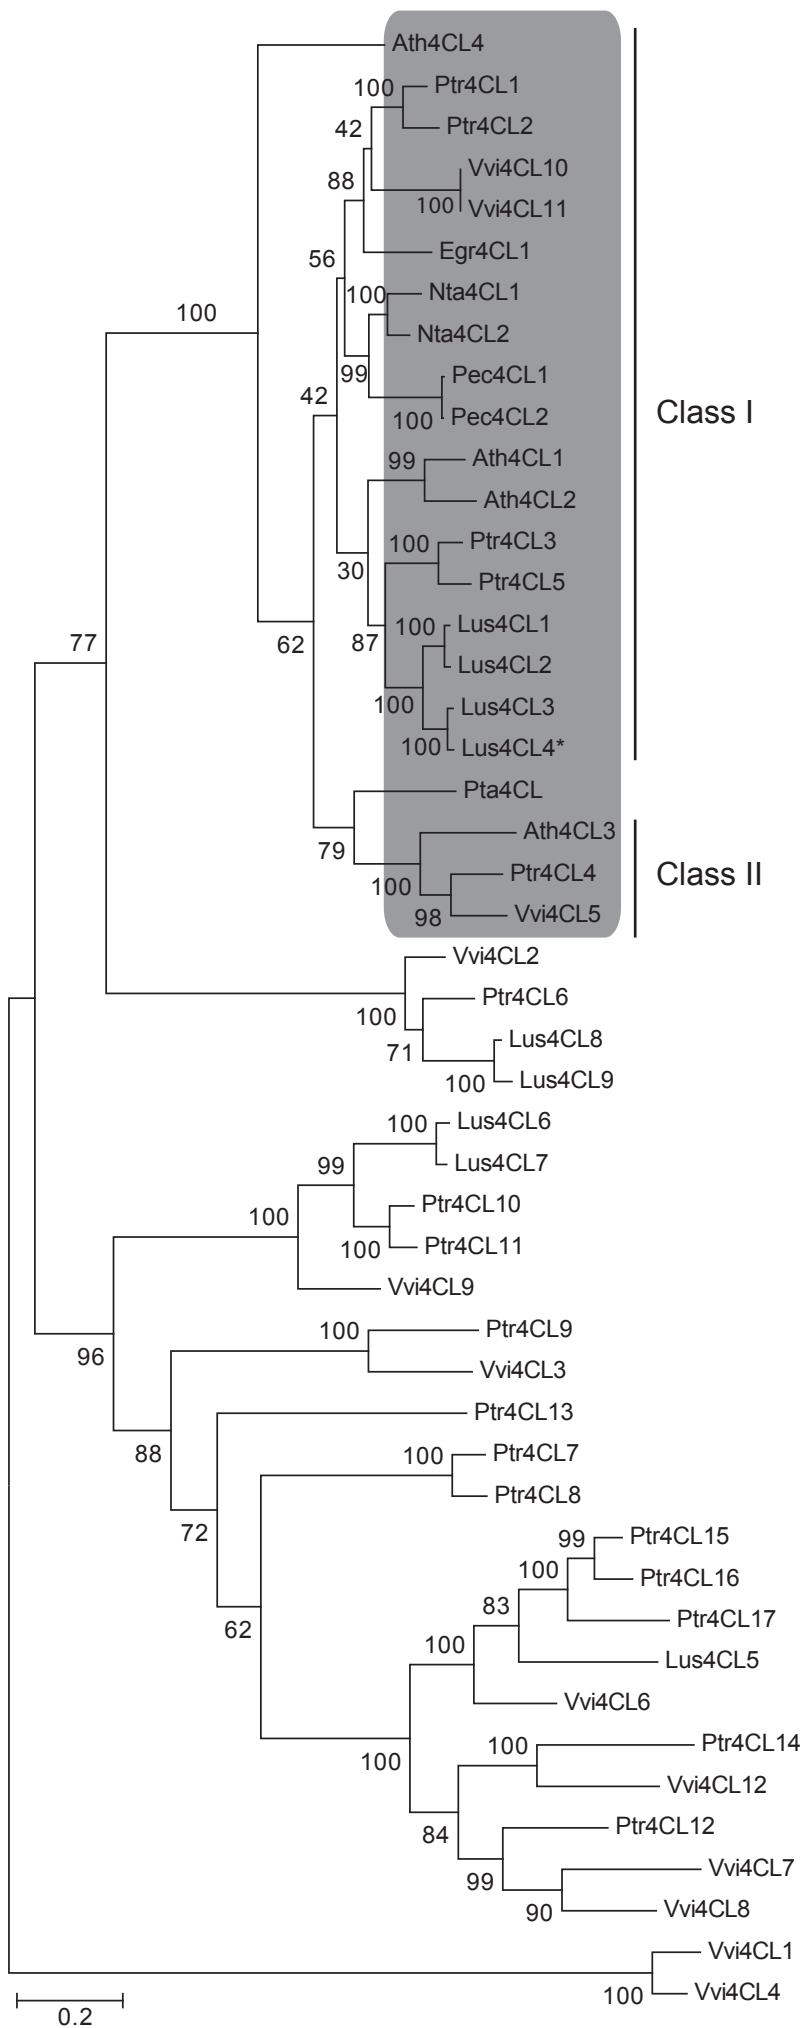 Ath4CL4
100
Ptr4CL1
42
Ptr4CL2
88
Vvi4CL10
100
Vvi4CL11
56
Egr4CL1
100
Nta4CL1
100
Nta4CL2
99
Pec4CL1
42
100
Pec4CL2
Class I
99
Ath4CL1
Ath4CL2
100
Ptr4CL3
30
Ptr4CL5
100
Lus4CL1
77
62
87
Lus4CL2
100
Lus4CL3
100
Lus4CL4*
Pta4CL
Ath4CL3
79
Ptr4CL4
Class II
100
98
Vvi4CL5
Vvi4CL2
Ptr4CL6
100
Lus4CL8
71
100
Lus4CL9
100
Lus4CL6
99
Lus4CL7
100
Ptr4CL10
100
Ptr4CL11
Vvi4CL9
100
Ptr4CL9
96
Vvi4CL3
Ptr4CL13
88
100
Ptr4CL7
Ptr4CL8
72
99
Ptr4CL15
100
Ptr4CL16
83
Ptr4CL17
62
100
Lus4CL5
Vvi4CL6
100
Ptr4CL14
100
Vvi4CL12
84
Ptr4CL12
99
Vvi4CL7
90
Vvi4CL8
Vvi4CL1
100
Vvi4CL4
0.2